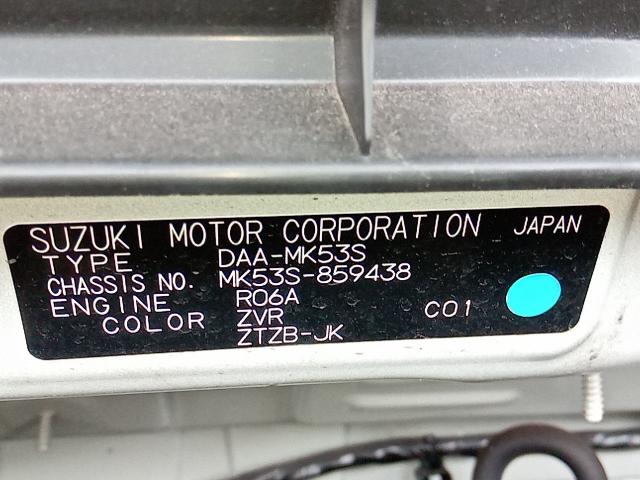 SUZUKI MOTOR CORPORATION JAPAN
TYPE DAA-MK53S
CHASSIS NO. MK53S-859438
ENGINE R06A
COLOR ZVR C01
ZTZB-JK